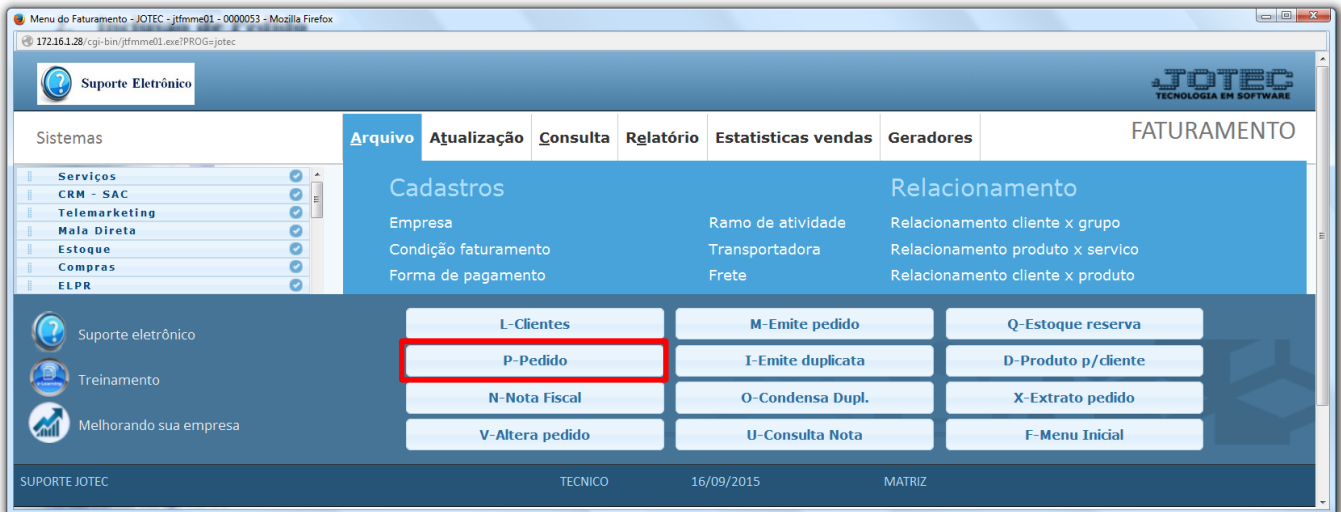 Menu do Faturamento - JOTEC - jtfmme01 - 0000053 - Mozilla Firefox
172.16.1.28/cgi-bin/jtfmme01.exe?PROG=jotec
Suporte Eletrônico
JOTEC
TECNOLOGIA EM SOFTWARE
Sistemas
Arquivo Atualização Consulta Relatório Estatisticas vendas Geradores
FATURAMENTO
Serviços
CRM - SAC
Telemarketing
Mala Direta
Estoque
Compras
ELPR
Cadastros Relacionamento
Empresa Ramo de atividade Relacionamento cliente x grupo
Condição faturamento Transportadora Relacionamento produto x servico
Forma de pagamento Frete Relacionamento cliente x produto
Suporte eletrônico
Treinamento
Melhorando sua empresa
L-Clientes M-Emite pedido Q-Estoque reserva
P-Pedido I-Emite duplicata D-Produto p/cliente
N-Nota Fiscal O-Condensa Dupl. X-Extrato pedido
V-Altera pedido U-Consulta Nota F-Menu Inicial
SUPORTE JOTEC TECNICO 16/09/2015 MATRIZ